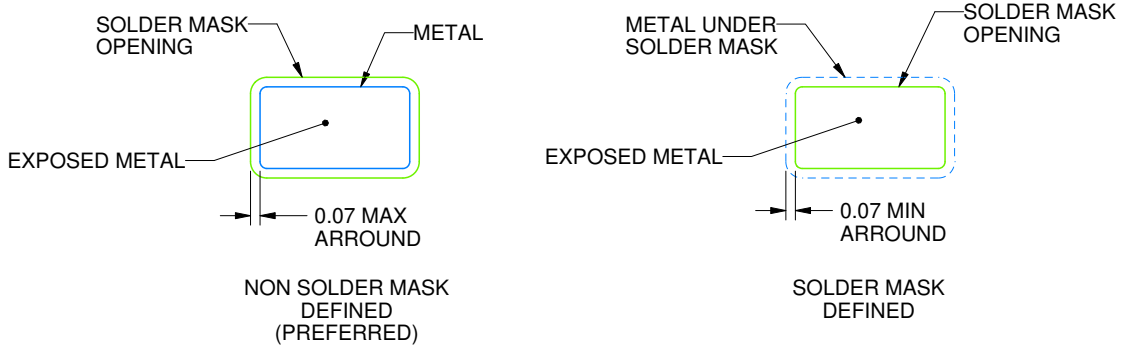 SOLDER MASK
OPENING
METAL
EXPOSED METAL
0.07 MAX
ARROUND
NON SOLDER MASK
DEFINED
(PREFERRED)
METAL UNDER
SOLDER MASK
SOLDER MASK
OPENING
EXPOSED METAL
0.07 MIN
ARROUND
SOLDER MASK
DEFINED